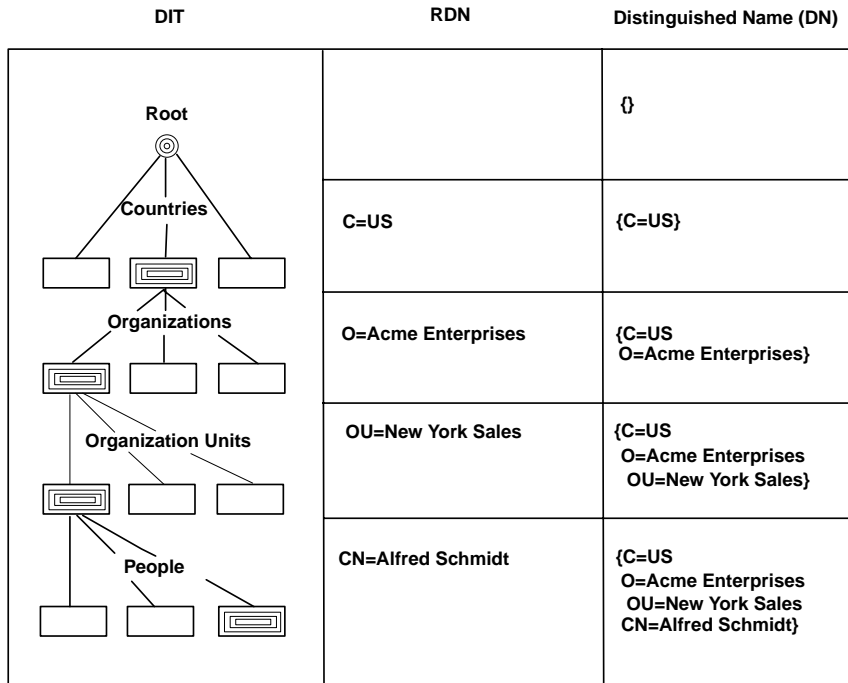 DIT
RDN
Distinguished Name (DN)
Root
{}
Countries
C=US
{C=US}
Organizations
O=Acme Enterprises
{C=US
O=Acme Enterprises}
Organization Units
OU=New York Sales
{C=US
O=Acme Enterprises
OU=New York Sales}
People
CN=Alfred Schmidt
{C=US
O=Acme Enterprises
OU=New York Sales
CN=Alfred Schmidt}